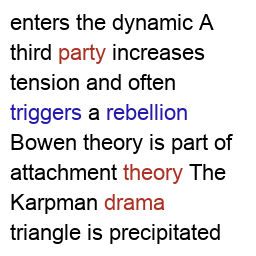 enters the dynamic A
third party increases
tension and often
triggers a rebellion
Bowen theory is part of
attachment theory The
Karpman drama
triangle is precipitated